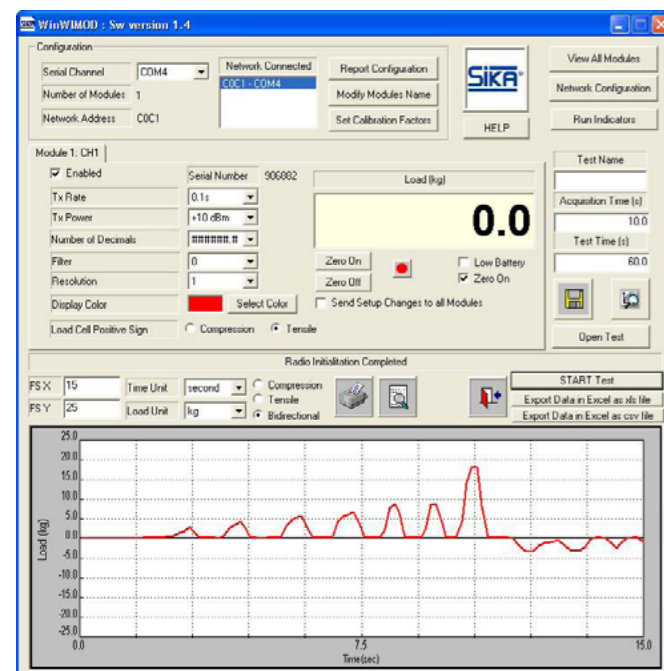 WinWIMOD : Sw version 1.4
Configuration
Serial Channel COM4
Number of Modules 1
Network Address C0C1
Network Connected
C0C1 - COM4
Report Configuration
Modify Modules Name
Set Calibration Factors
SiKA®
HELP
View All Modules
Network Configuration
Run Indicators
Module 1: CH1
Enabled
Serial Number 906882
Tx Rate 0.1s
Tx Power +10 dBm
Number of Decimals ######.#
Filter 0
Resolution 1
Display Color Select Color
Load Cell Positive Sign Compression Tensile
Load (kg)
0.0
Zero On
Zero Off
Low Battery
Zero On
Send Setup Changes to all Modules
Test Name
Acquisition Time (s)
10.0
Test Time (s)
60.0
Open Test
Radio Initialitation Completed
FS X 15
FS Y 25
Time Unit second
Load Unit kg
Compression
Tensile
Bidirectional
START Test
Export Data in Excel as xls file
Export Data in Excel as csv file
25.0
20.0
15.0
10.0
5.0
0.0
-5.0
-10.0
-15.0
-20.0
-25.0
Load (kg)
0.0 7.5 15.0
Time(sec)